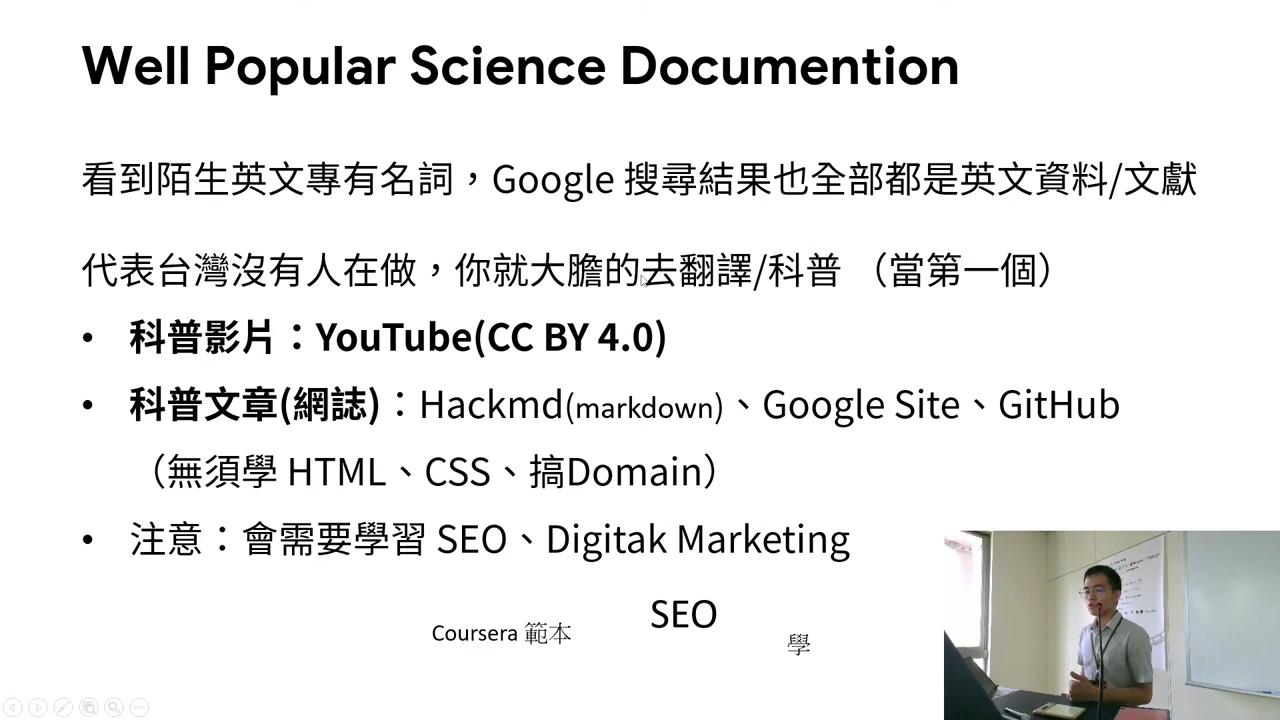 Well Popular Science Documention
看到陌生英文專有名詞，Google 搜尋結果也全部都是英文資料/文獻
代表台灣沒有人在做，你就大膽的去翻譯/科普 （當第一個）
• 科普影片：YouTube(CC BY 4.0)
• 科普文章(網誌)：Hackmd(markdown)、Google Site、GitHub
（無須學 HTML、CSS、搞Domain）
• 注意：會需要學習 SEO、Digitak Marketing
SEO
Coursera 範本
學